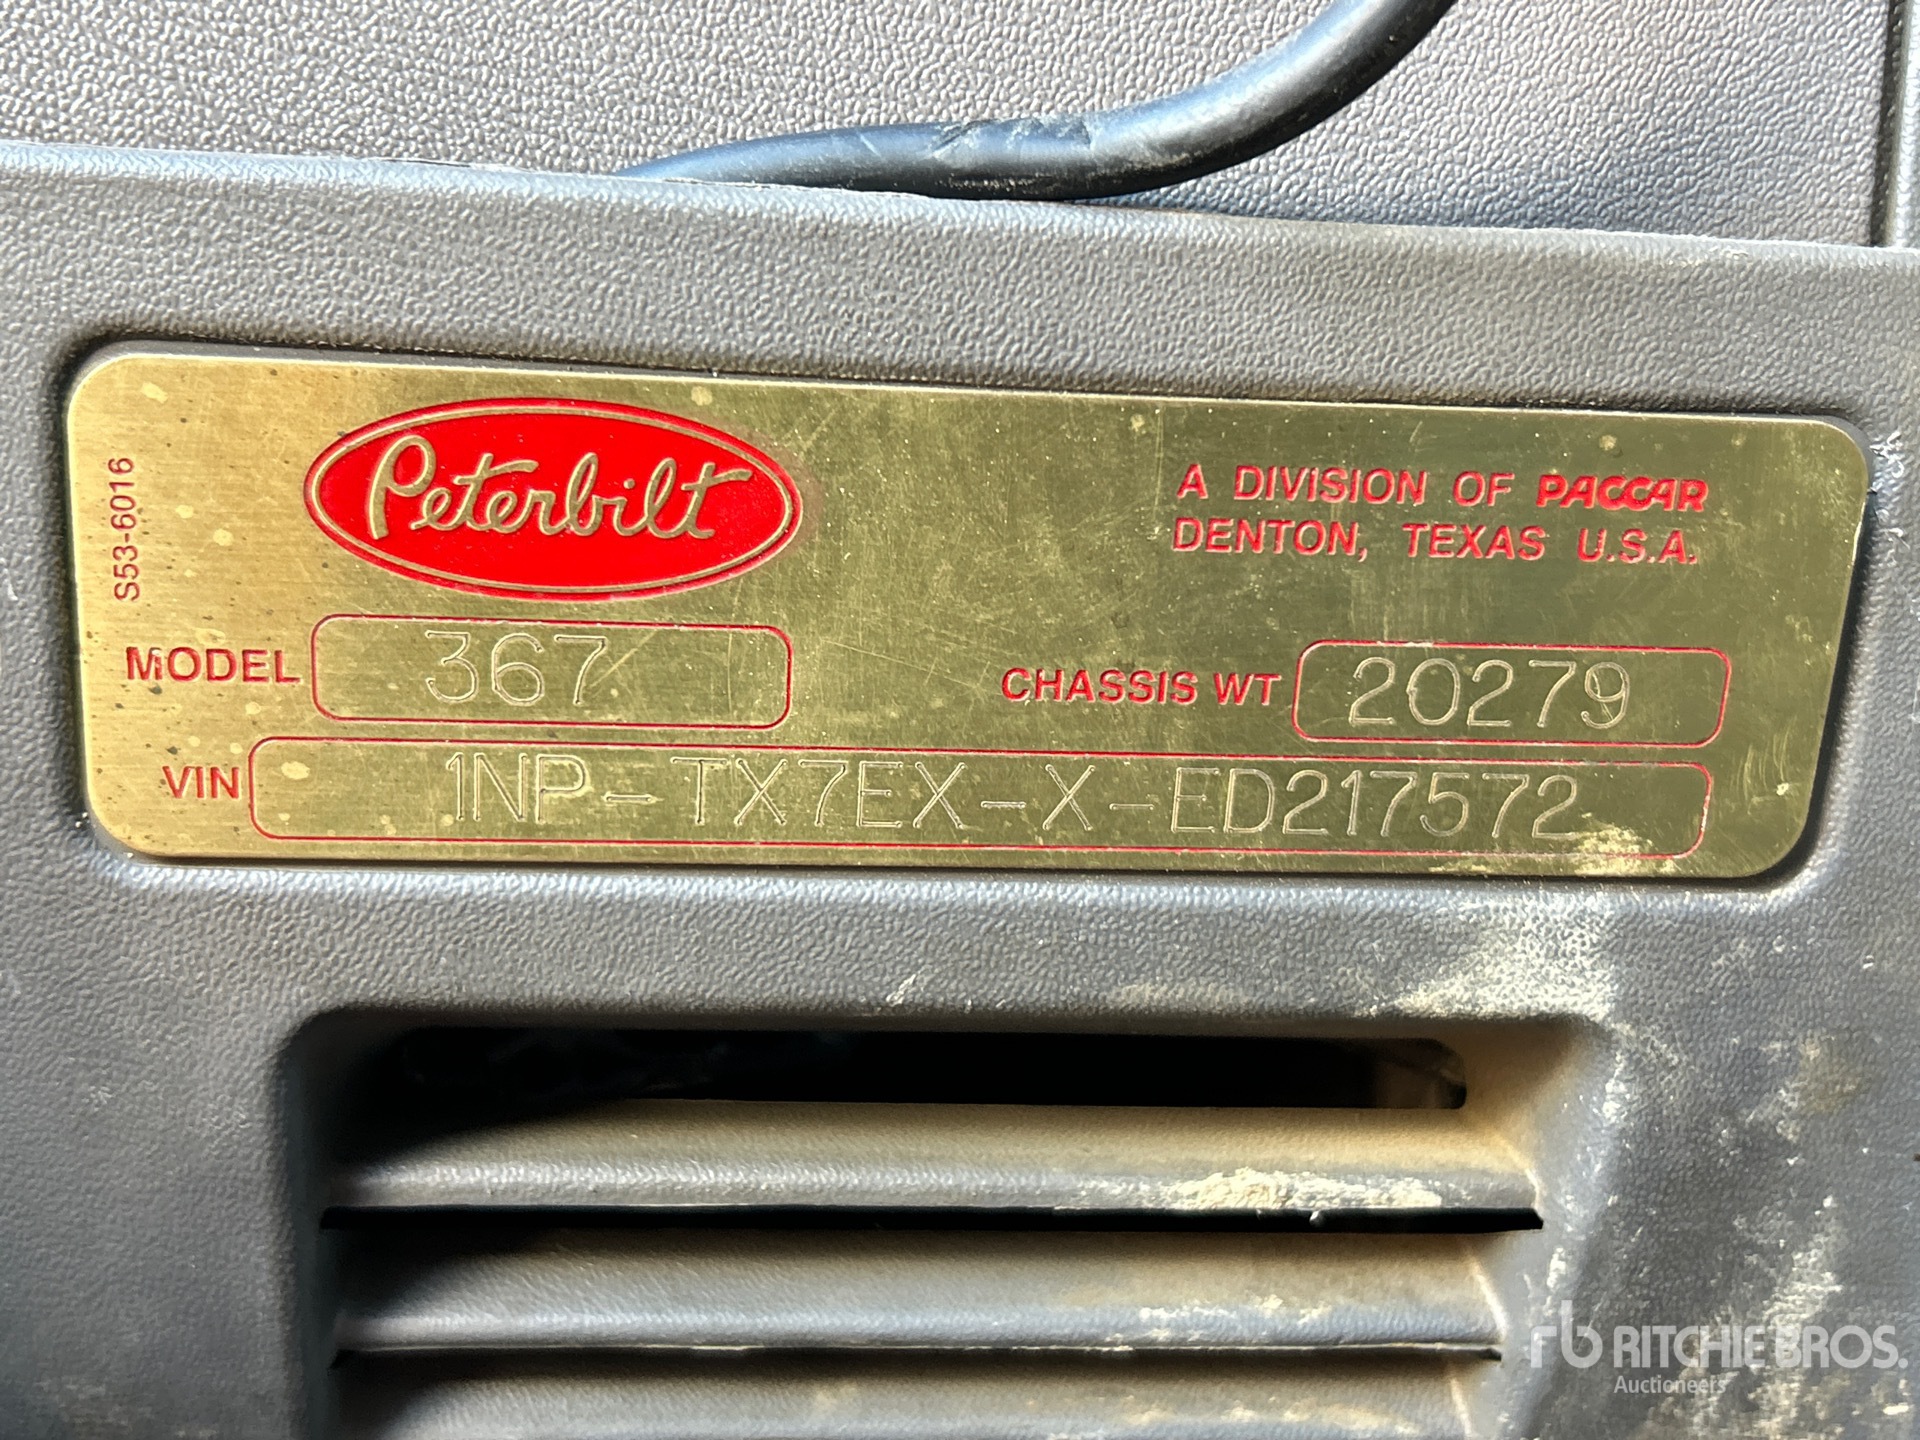 S53-6016
Peterbilt
A DIVISION OF PACCAR
DENTON, TEXAS U.S.A.
MODEL 367
CHASSIS WT 20279
VIN 1NP-TX7EX-X-ED217572
rb RITCHIE BROS.
Auctioneers